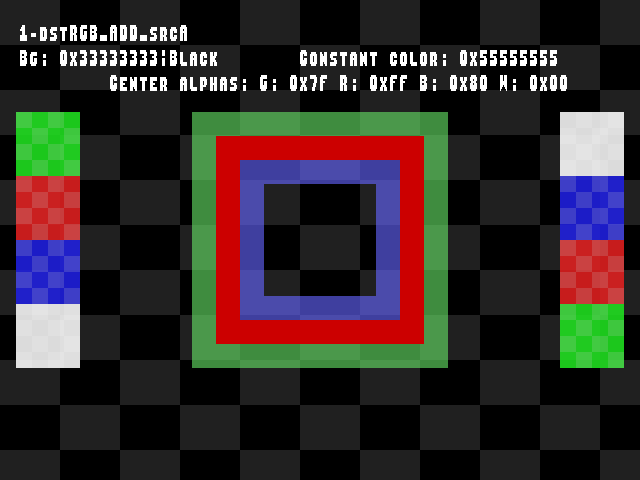 1-dstRGB_ADD_srcA
Bg: 0x33333333¦Black Constant color: 0x55555555
Center alphas: G: 0x7f R: 0xff B: 0x80 W: 0x00